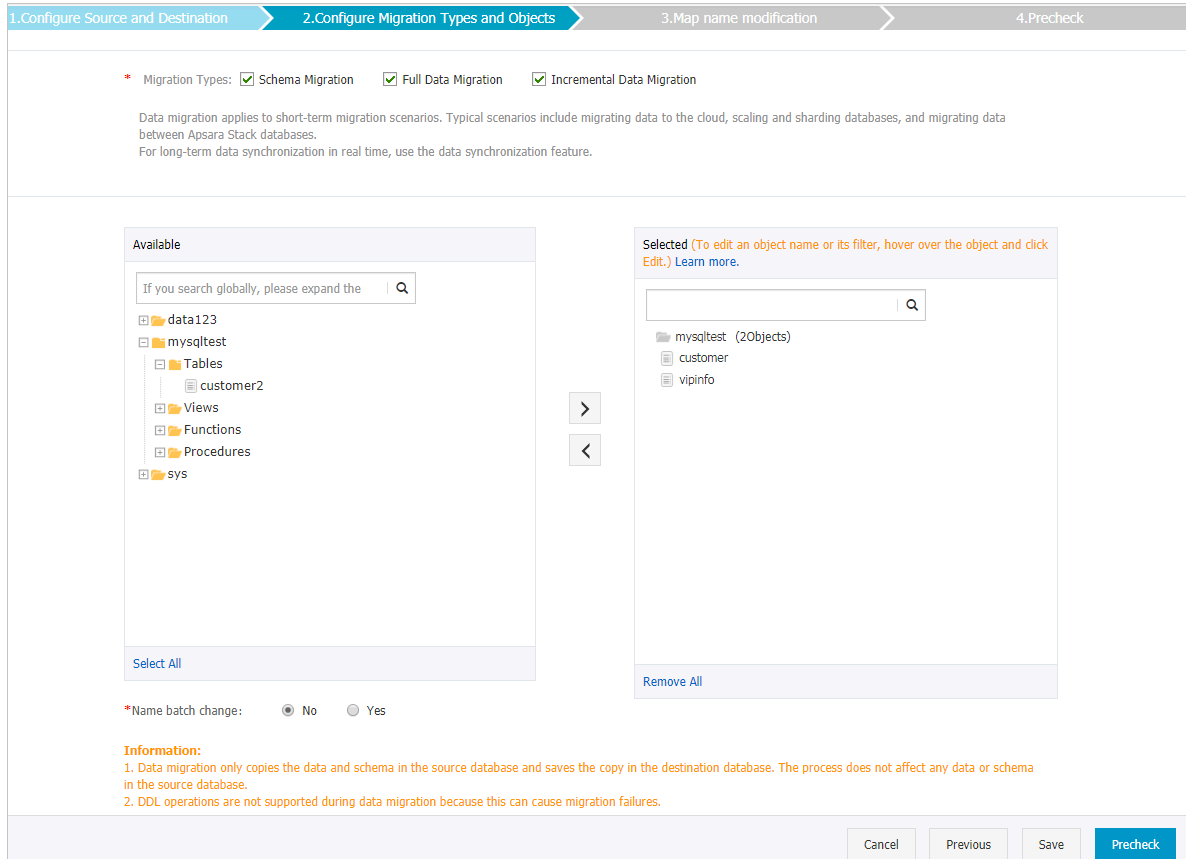 1.Configure Source and Destination
2.Configure Migration Types and Objects
3.Map name modification
4.Precheck
* Migration Types: Schema Migration Full Data Migration Incremental Data Migration
Data migration applies to short-term migration scenarios. Typical scenarios include migrating data to the cloud, scaling and sharding databases, and migrating data
between Apsara Stack databases.
For long-term data synchronization in real time, use the data synchronization feature.
Available
If you search globally, please expand the
data123
mysqltest
Tables
customer2
Views
Functions
Procedures
sys
Select All
Selected (To edit an object name or its filter, hover over the object and click
Edit.) Learn more.
mysqltest (2Objects)
customer
vipinfo
Remove All
*Name batch change: No Yes
Information:
1. Data migration only copies the data and schema in the source database and saves the copy in the destination database. The process does not affect any data or schema
in the source database.
2. DDL operations are not supported during data migration because this can cause migration failures.
Cancel
Previous
Save
Precheck